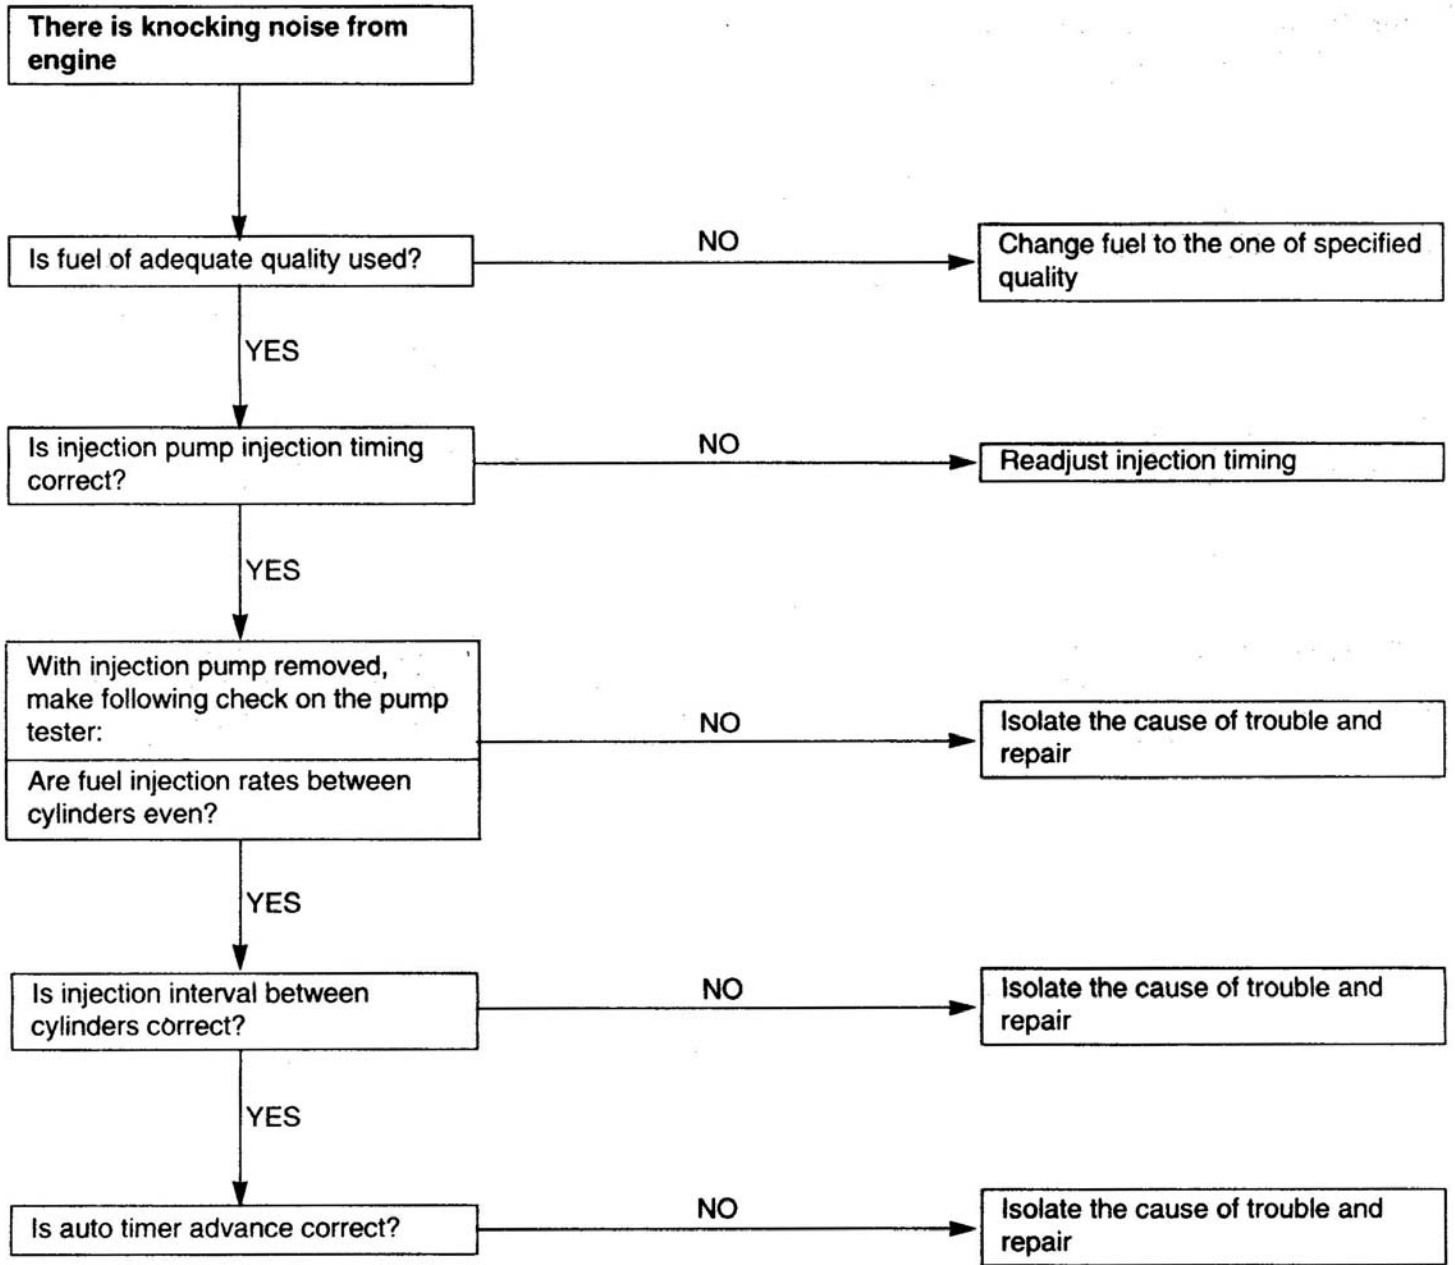 There is knocking noise from
engine
Is fuel of adequate quality used?
NO
Change fuel to the one of specified
quality
YES
Is injection pump injection timing
correct?
NO
Readjust injection timing
YES
With injection pump removed,
make following check on the pump
tester:
Are fuel injection rates between
cylinders even?
NO
Isolate the cause of trouble and
repair
YES
Is injection interval between
cylinders correct?
NO
Isolate the cause of trouble and
repair
YES
Is auto timer advance correct?
NO
Isolate the cause of trouble and
repair